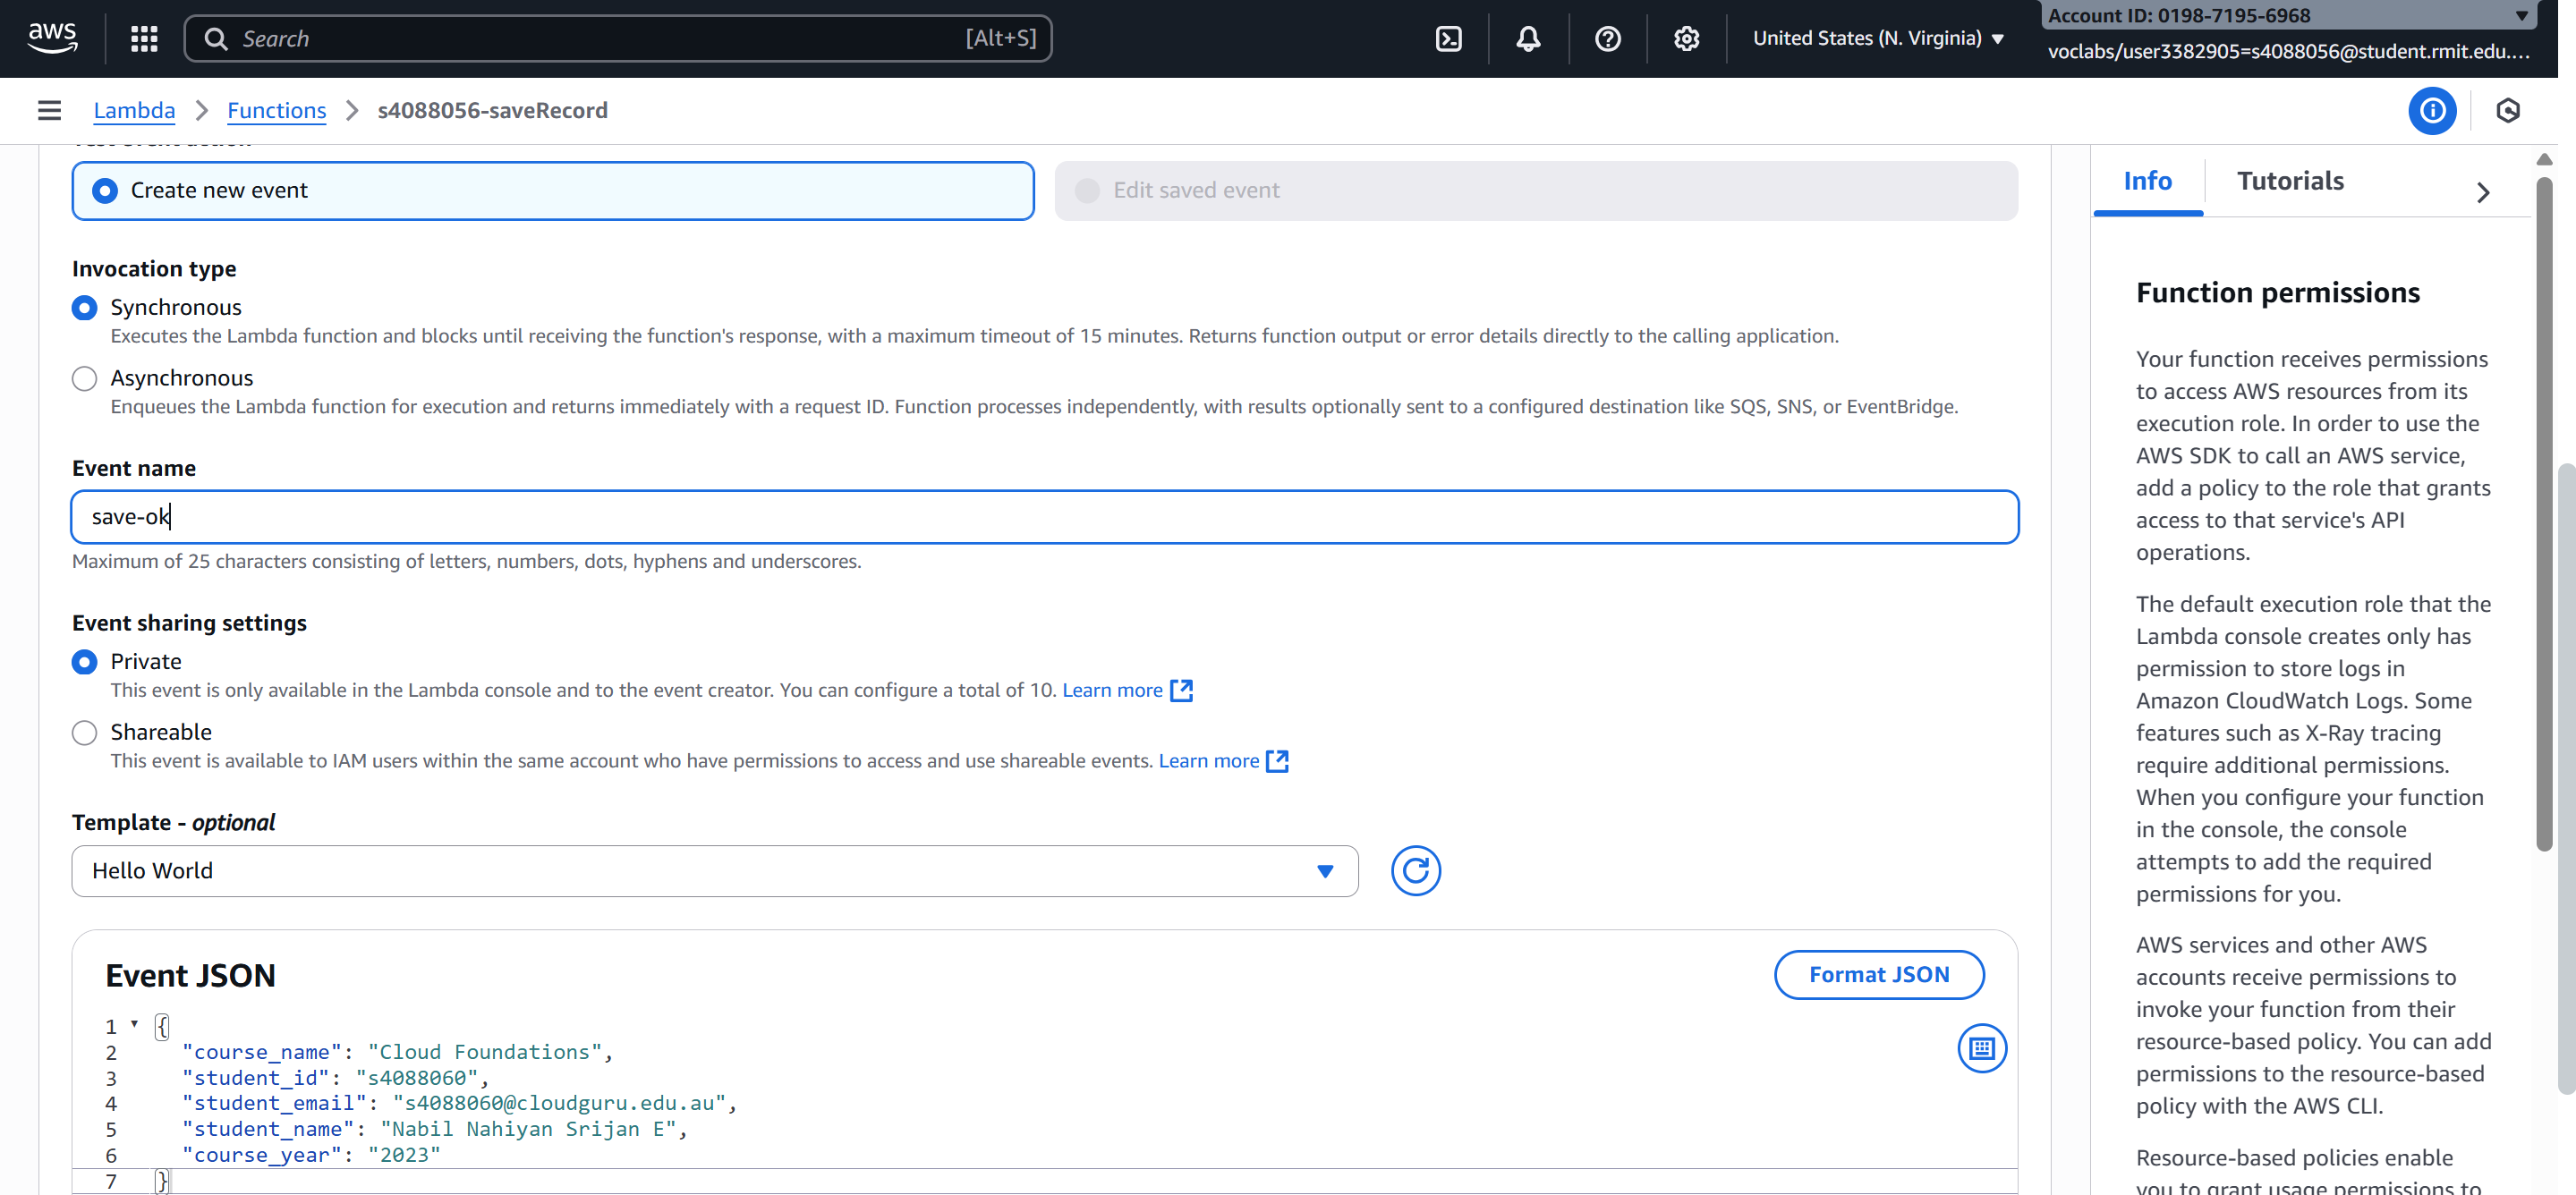 aws
Search
[Alt+S]
United States (N. Virginia)
Account ID: 0198-7195-6968
voclabs/user3382905=s4088056@student.rmit.edu....
Lambda
Functions
s4088056-saveRecord
Create new event
Edit saved event
Invocation type
Synchronous
Executes the Lambda function and blocks until receiving the function's response, with a maximum timeout of 15 minutes. Returns function output or error details directly to the calling application.
Asynchronous
Enqueues the Lambda function for execution and returns immediately with a request ID. Function processes independently, with results optionally sent to a configured destination like SQS, SNS, or EventBridge.
Event name
save-ok
Maximum of 25 characters consisting of letters, numbers, dots, hyphens and underscores.
Event sharing settings
Private
This event is only available in the Lambda console and to the event creator. You can configure a total of 10. Learn more
Shareable
This event is available to IAM users within the same account who have permissions to access and use shareable events. Learn more
Template - optional
Hello World
Event JSON
Format JSON
1 {
2 "course_name": "Cloud Foundations",
3 "student_id": "s4088060",
4 "student_email": "s4088060@cloudguru.edu.au",
5 "student_name": "Nabil Nahiyan Srijan E",
6 "course_year": "2023"
7 }
Info
Tutorials
Function permissions
Your function receives permissions
to access AWS resources from its
execution role. In order to use the
AWS SDK to call an AWS service,
add a policy to the role that grants
access to that service's API
operations.
The default execution role that the
Lambda console creates only has
permission to store logs in
Amazon CloudWatch Logs. Some
features such as X-Ray tracing
require additional permissions.
When you configure your function
in the console, the console
attempts to add the required
permissions for you.
AWS services and other AWS
accounts receive permissions to
invoke your function from their
resource-based policy. You can add
permissions to the resource-based
policy with the AWS CLI.
Resource-based policies enable
you to grant usage permissions to